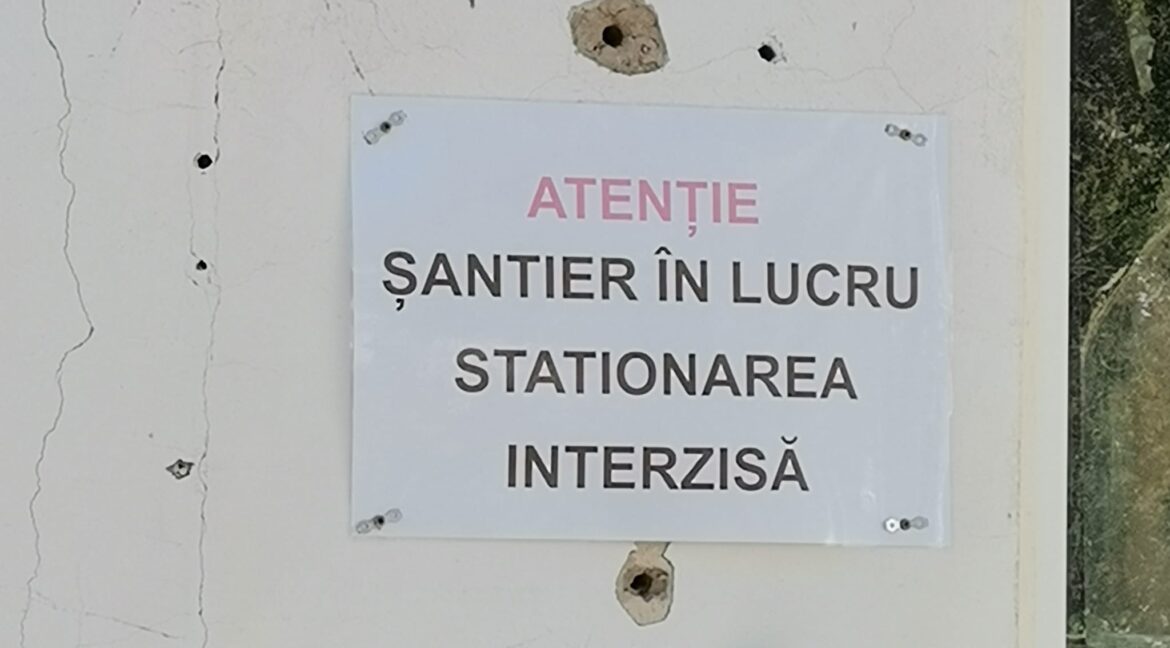 ATENȚIE
ȘANTIER ÎN LUCRU
STATIONAREA
INTERZISĂ